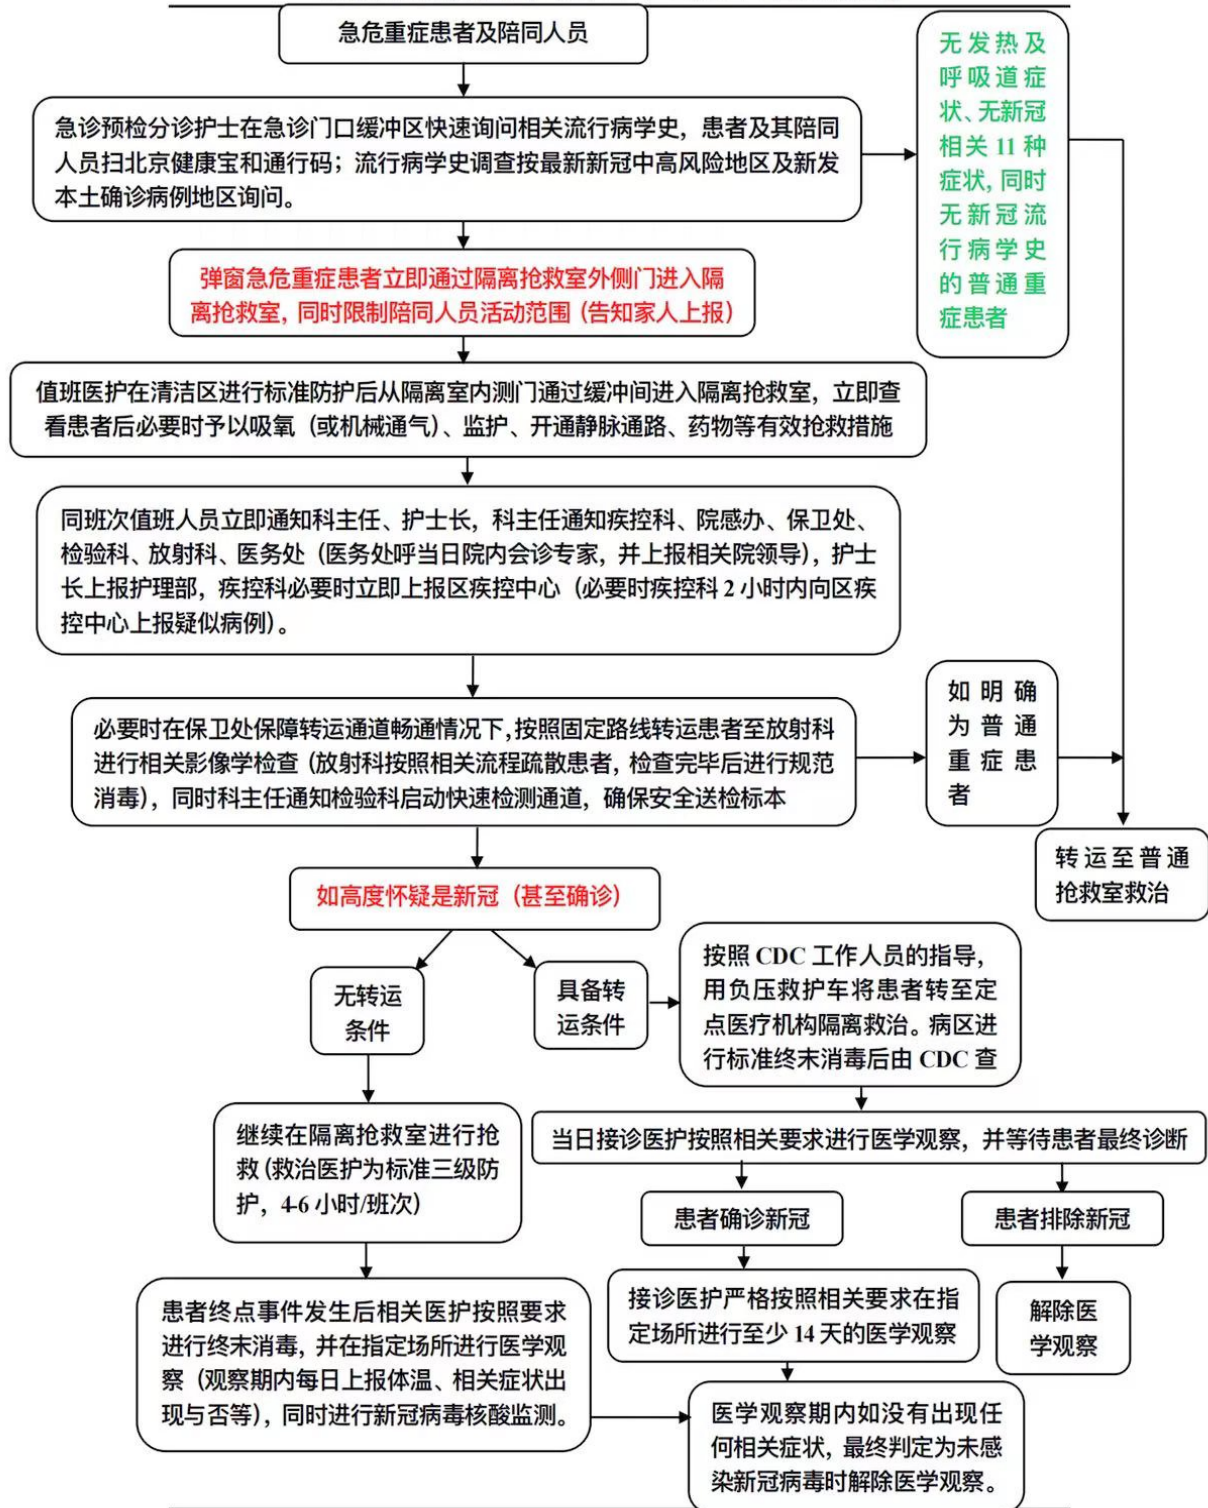 急危重症患者及陪同人员
无发热及
呼吸道症
状、无新冠
相关 11 种
症状，同时
无新冠流
行病学史
的普通重
症患者
急诊预检分诊护士在急诊门口缓冲区快速询问相关流行病学史，患者及其陪同
人员扫北京健康宝和通行码；流行病学史调查按最新新冠中高风险地区及新发
本土确诊病例地区询问。
弹窗急危重症患者立即通过隔离抢救室外侧门进入隔
离抢救室，同时限制陪同人员活动范围（告知家人上报）
值班医护在清洁区进行标准防护后从隔离室内测门通过缓冲间进入隔离抢救室，立即查
看患者后必要时予以吸氧（或机械通气）、监护、开通静脉通路、药物等有效抢救措施
同班次值班人员立即通知科主任、护士长，科主任通知疾控科、院感办、保卫处、
检验科、放射科、医务处（医务处呼当日院内会诊专家，并上报相关院领导），护士
长上报护理部，疾控科必要时立即上报区疾控中心（必要时疾控科 2 小时内向区疾
控中心上报疑似病例）。
必要时在保卫处保障转运通道畅通情况下，按照固定路线转运患者至放射科
进行相关影像学检查（放射科按照相关流程疏散患者，检查完毕后进行规范
消毒），同时科主任通知检验科启动快速检测通道，确保安全送检标本
如明确
为普通
重症患
者
转运至普通
抢救室救治
如高度怀疑是新冠（甚至确诊）
无转运
条件
具备转
运条件
按照 CDC 工作人员的指导，
用负压救护车将患者转至定
点医疗机构隔离救治。病区进
行标准终末消毒后由 CDC 查
继续在隔离抢救室进行抢
救（救治医护为标准三级防
护，4-6 小时/班次）
当日接诊医护按照相关要求进行医学观察，并等待患者最终诊断
患者确诊新冠
患者排除新冠
接诊医护严格按照相关要求在指
定场所进行至少 14 天的医学观察
解除医
学观察
患者终点事件发生后相关医护按照要求
进行终末消毒，并在指定场所进行医学观
察（观察期内每日上报体温、相关症状出
现与否等），同时进行新冠病毒核酸监测。
医学观察期内如没有出现任
何相关症状，最终判定为未感
染新冠病毒时解除医学观察。